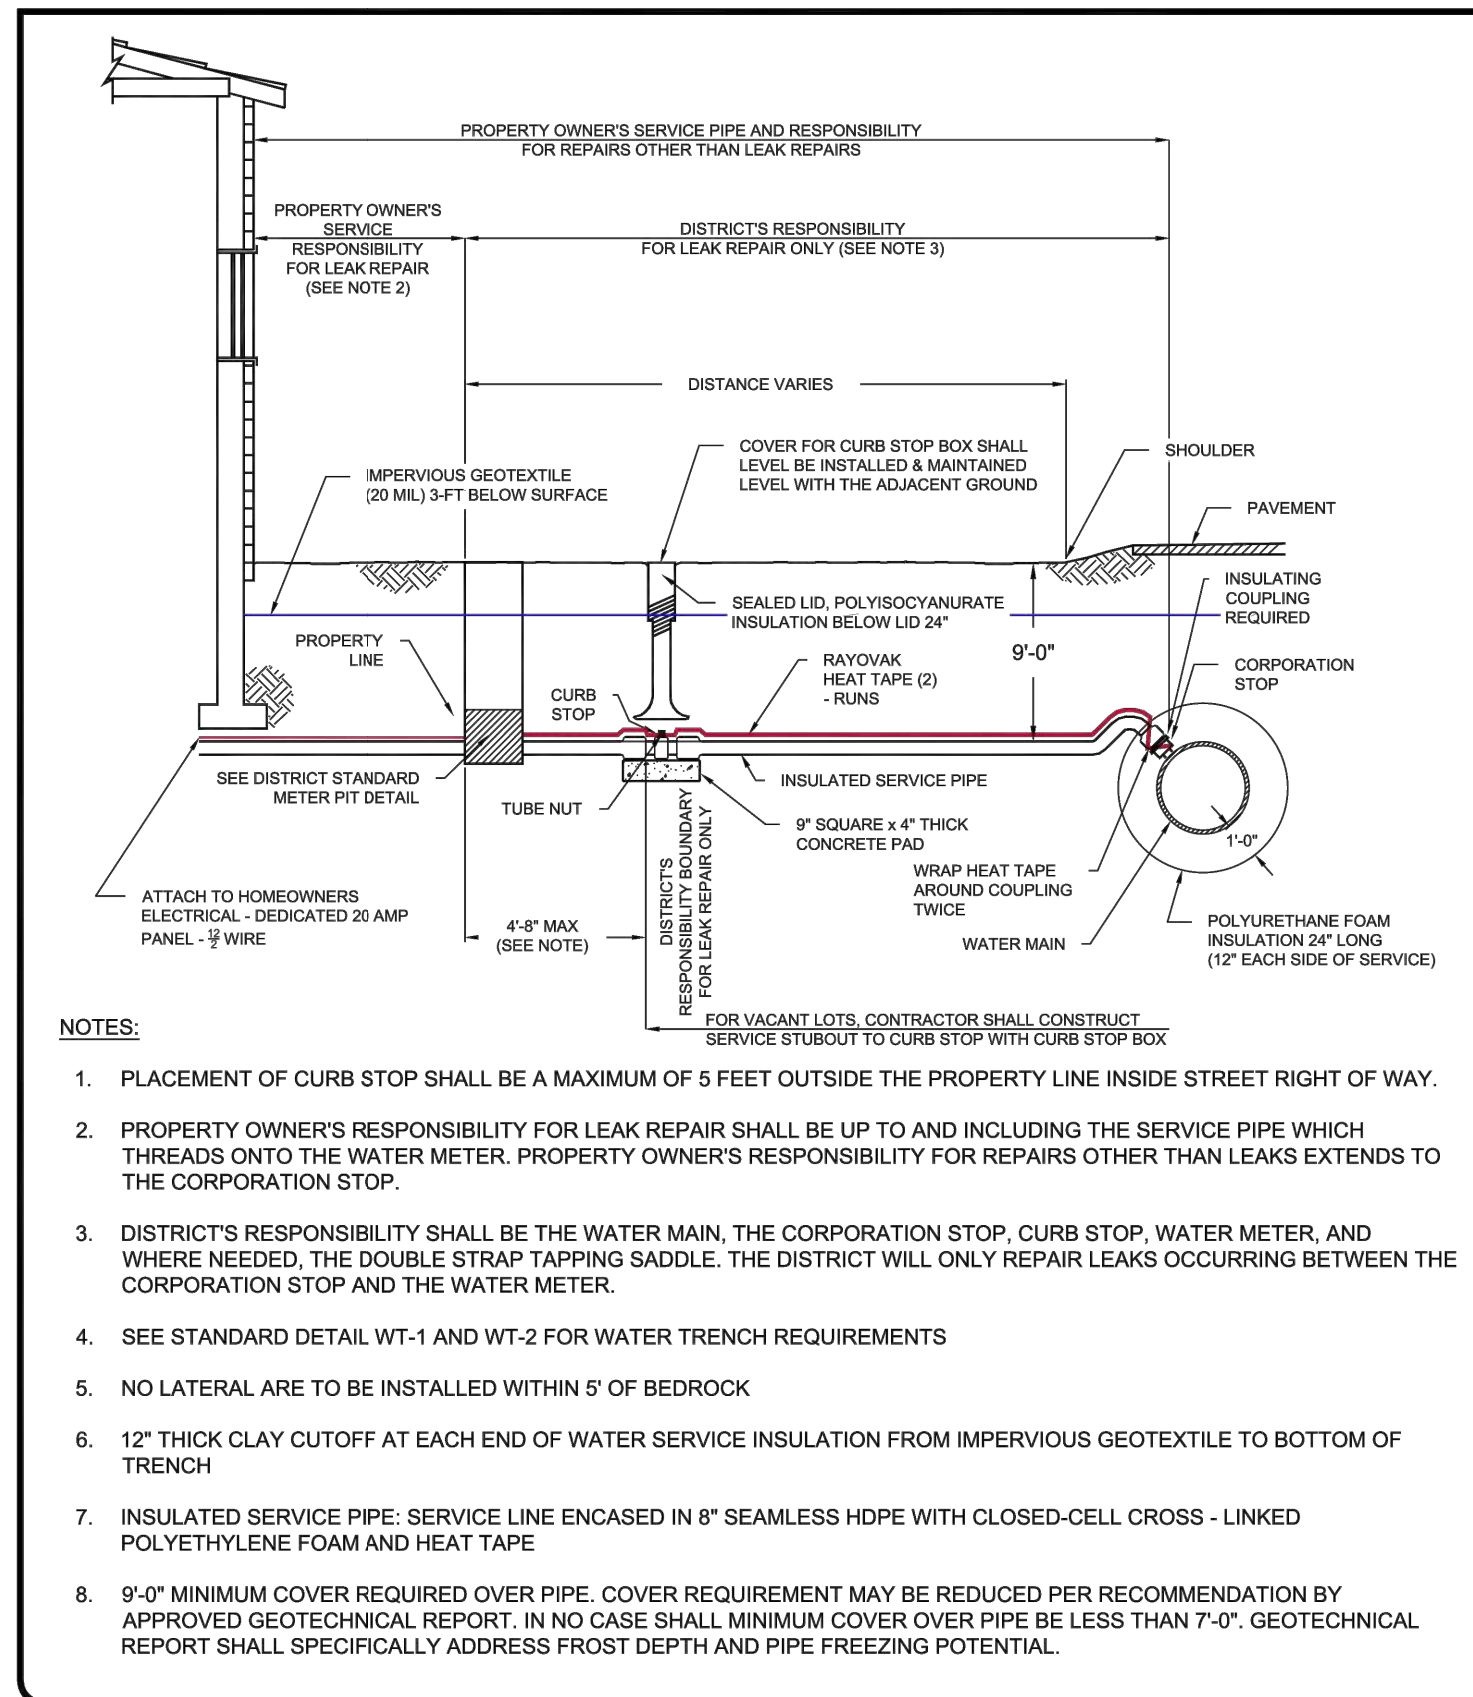 PROPERTY OWNER'S SERVICE PIPE AND RESPONSIBILITY
FOR REPAIRS OTHER THAN LEAK REPAIRS
PROPERTY OWNER'S
SERVICE
RESPONSIBILITY
FOR LEAK REPAIR
(SEE NOTE 2)
DISTRICT'S RESPONSIBILITY
FOR LEAK REPAIR ONLY (SEE NOTE 3)
DISTANCE VARIES
COVER FOR CURB STOP BOX SHALL
LEVEL BE INSTALLED & MAINTAINED
LEVEL WITH THE ADJACENT GROUND
SHOULDER
IMPERVIOUS GEOTEXTILE
(20 MIL) 3-FT BELOW SURFACE
PAVEMENT
INSULATING
COUPLING
REQUIRED
SEALED LID, POLYISOCYANURATE
INSULATION BELOW LID 24"
PROPERTY
LINE
9'-0"
RAYOVAK
HEAT TAPE (2)
- RUNS
CORPORATION
STOP
CURB
STOP
SEE DISTRICT STANDARD
METER PIT DETAIL
INSULATED SERVICE PIPE
TUBE NUT
9" SQUARE x 4" THICK
CONCRETE PAD
1'-0"
WRAP HEAT TAPE
AROUND COUPLING
TWICE
ATTACH TO HOMEOWNERS
ELECTRICAL - DEDICATED 20 AMP
PANEL - 12/2 WIRE
4'-8" MAX
(SEE NOTE)
DISTRICT'S
RESPONSIBILITY BOUNDARY
FOR LEAK REPAIR ONLY
WATER MAIN
POLYURETHANE FOAM
INSULATION 24" LONG
(12" EACH SIDE OF SERVICE)
FOR VACANT LOTS, CONTRACTOR SHALL CONSTRUCT
SERVICE STUBOUT TO CURB STOP WITH CURB STOP BOX
NOTES:
1. PLACEMENT OF CURB STOP SHALL BE A MAXIMUM OF 5 FEET OUTSIDE THE PROPERTY LINE INSIDE STREET RIGHT OF WAY.
2. PROPERTY OWNER'S RESPONSIBILITY FOR LEAK REPAIR SHALL BE UP TO AND INCLUDING THE SERVICE PIPE WHICH
THREADS ONTO THE WATER METER. PROPERTY OWNER'S RESPONSIBILITY FOR REPAIRS OTHER THAN LEAKS EXTENDS TO
THE CORPORATION STOP.
3. DISTRICT'S RESPONSIBILITY SHALL BE THE WATER MAIN, THE CORPORATION STOP, CURB STOP, WATER METER, AND
WHERE NEEDED, THE DOUBLE STRAP TAPPING SADDLE. THE DISTRICT WILL ONLY REPAIR LEAKS OCCURRING BETWEEN THE
CORPORATION STOP AND THE WATER METER.
4. SEE STANDARD DETAIL WT-1 AND WT-2 FOR WATER TRENCH REQUIREMENTS
5. NO LATERAL ARE TO BE INSTALLED WITHIN 5' OF BEDROCK
6. 12" THICK CLAY CUTOFF AT EACH END OF WATER SERVICE INSULATION FROM IMPERVIOUS GEOTEXTILE TO BOTTOM OF
TRENCH
7. INSULATED SERVICE PIPE: SERVICE LINE ENCASED IN 8" SEAMLESS HDPE WITH CLOSED-CELL CROSS - LINKED
POLYETHYLENE FOAM AND HEAT TAPE
8. 9'-0" MINIMUM COVER REQUIRED OVER PIPE. COVER REQUIREMENT MAY BE REDUCED PER RECOMMENDATION BY
APPROVED GEOTECHNICAL REPORT. IN NO CASE SHALL MINIMUM COVER OVER PIPE BE LESS THAN 7'-0". GEOTECHNICAL
REPORT SHALL SPECIFICALLY ADDRESS FROST DEPTH AND PIPE FREEZING POTENTIAL.